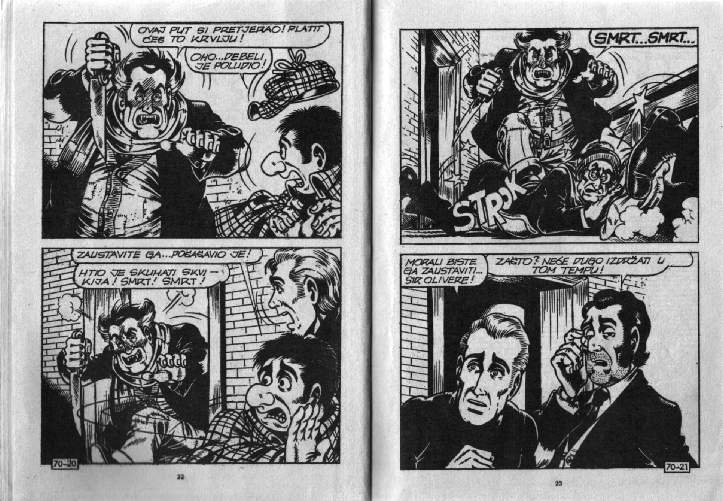 OVAJ PUT SI PRETJERAO! PLATIT
ĆEŠ TO KRVLJU!
OHO...DEBELI
JE POLUDIO!
ZAUSTAVITE GA...POBESAVIO JE!
HTIO JE SKUHATI SKVI-
KIJA! SMRT! SMRT!
70-20
22
SMRT...SMRT...
STROK
MORALI BISTE
GA ZAUSTAVITI...
SIR OLIVERE!
ZAŠTO? NEĆE DUGO IZDRŽATI U
TOM TEMPU!
70-21
23